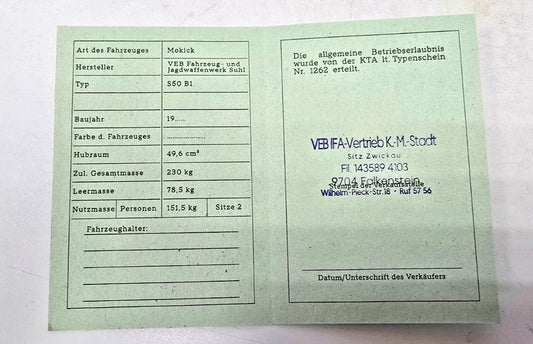 Art des Fahrzeuges Mokick
Hersteller VEB Fahrzeug- und
Jagdwaffenwerk Suhl
Typ S50 B1
Baujahr 19.....
Farbe d. Fahrzeuges ....................
Hubraum 49,6 cm³
Zul. Gesamtmasse 230 kg
Leermasse 78,5 kg
Nutzmasse Personen 151,5 kg Sitze 2
Fahrzeughalter:
Die allgemeine Betriebserlaubnis
wurde von der KTA lt. Typenschein
Nr. 1262 erteilt.
VEB IFA-Vertrieb K.-M.-Stadt
Sitz Zwickau
Fil. 143589 4103
9704 Falkenstein
Stempel der Verkaufsstelle
Wilhelm-Pieck-Str. 18 • Ruf 57 56
Datum/Unterschrift des Verkäufers